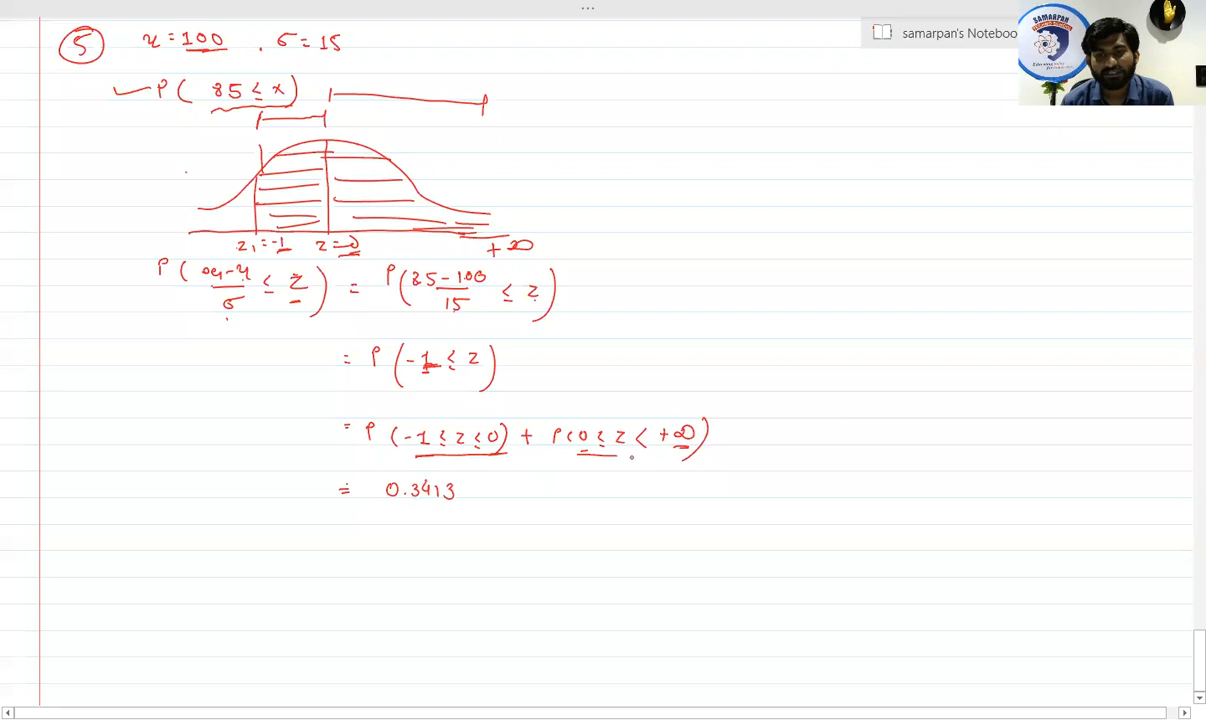 5 μ = 100 , σ = 15
P( 85 ≤ x )
z₁ = -1 z = 0 + ∞
P( x₁-μ/σ ≤ z ) = P( 85-100/15 ≤ z )
= P( -1 ≤ z )
= P ( -1 ≤ z ≤ 0 ) + P( 0 ≤ z < +∞ )
= 0.3413
samarpan's Noteboo
SAMARPAN